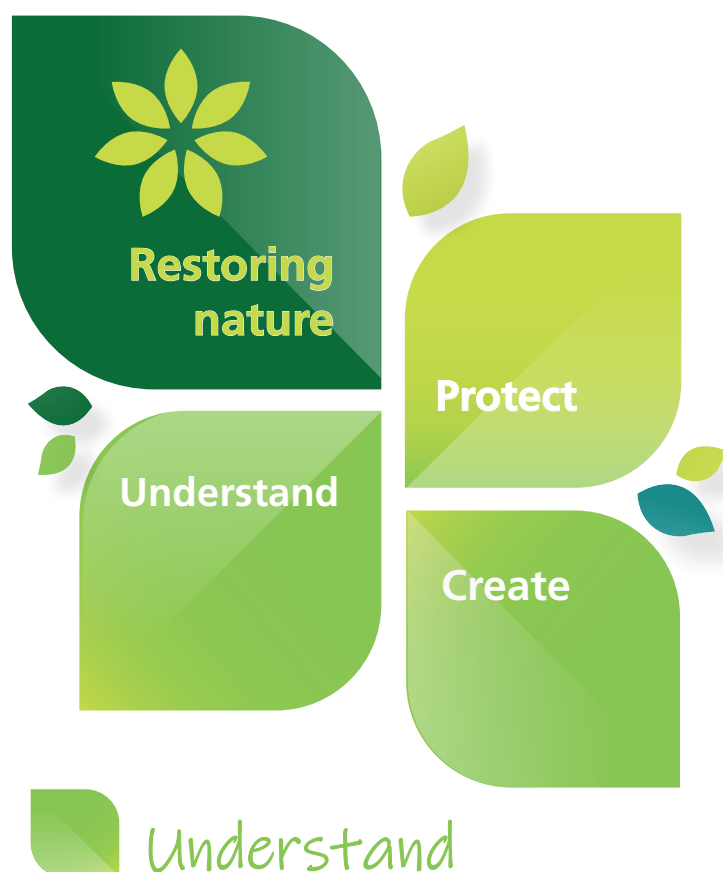 Restoring
nature
Protect
Understand
Create
Understand